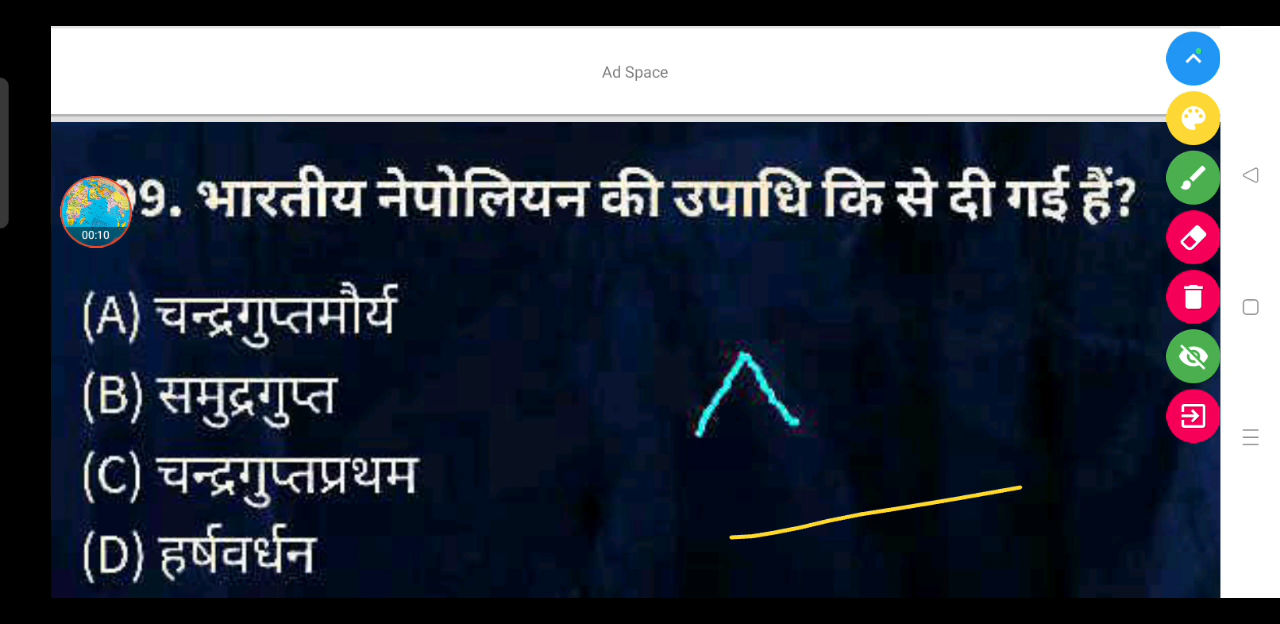 Ad Space
9. भारतीय नेपोलियन की उपाधि कि से दी गई हैं?
00:10
(A) चन्द्रगुप्तमौर्य
(B) समुद्रगुप्त
(C) चन्द्रगुप्तप्रथम
(D) हर्षवर्धन